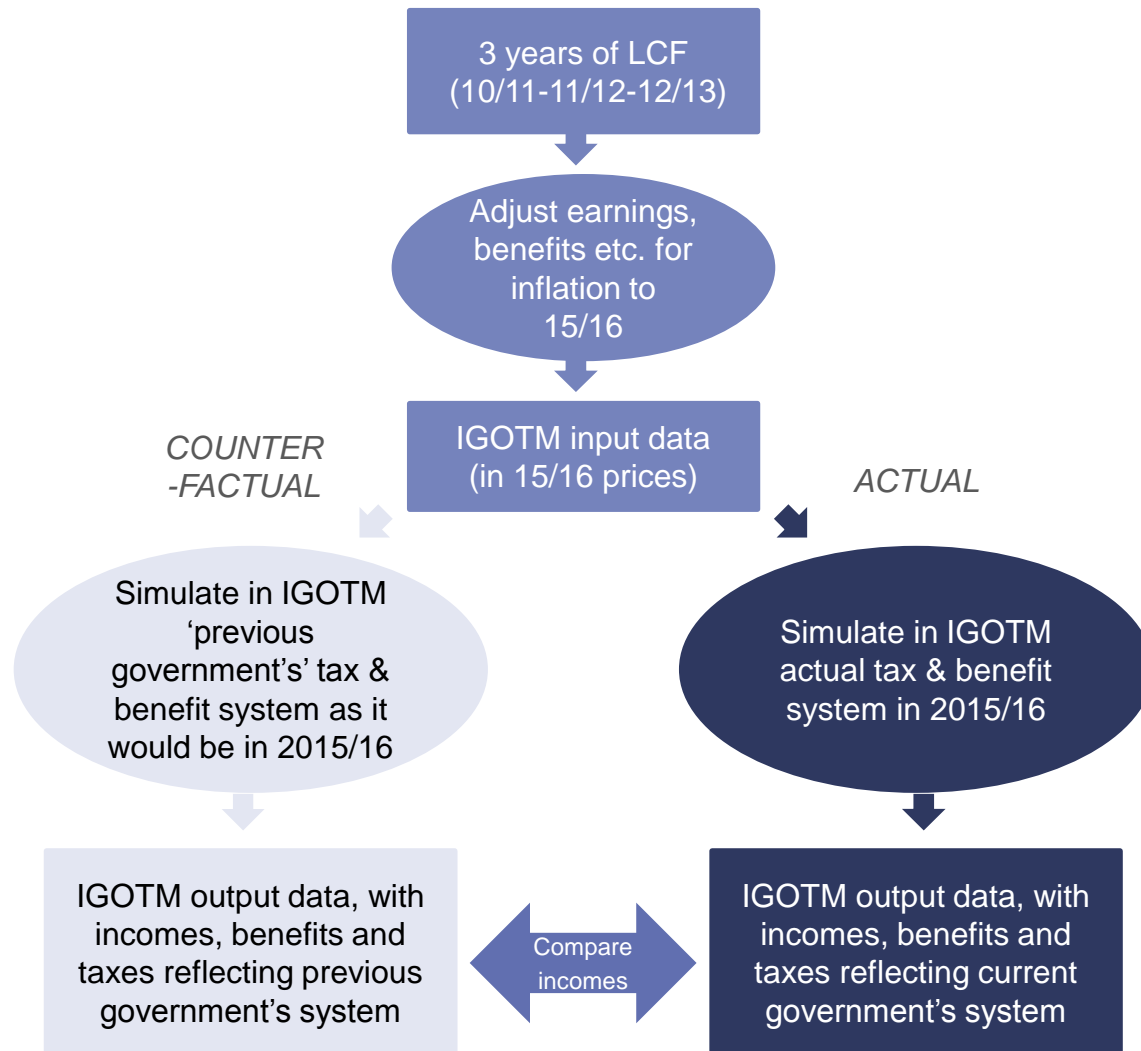 3 years of LCF
(10/11-11/12-12/13)
Adjust earnings,
benefits etc. for
inflation to
15/16
IGOTM input data
(in 15/16 prices)
COUNTER
-FACTUAL
ACTUAL
Simulate in IGOTM
‘previous
government’s’ tax &
benefit system as it
would be in 2015/16
Simulate in IGOTM
actual tax & benefit
system in 2015/16
IGOTM output data, with
incomes, benefits and
taxes reflecting previous
government’s system
Compare
incomes
IGOTM output data, with
incomes, benefits and
taxes reflecting current
government’s system